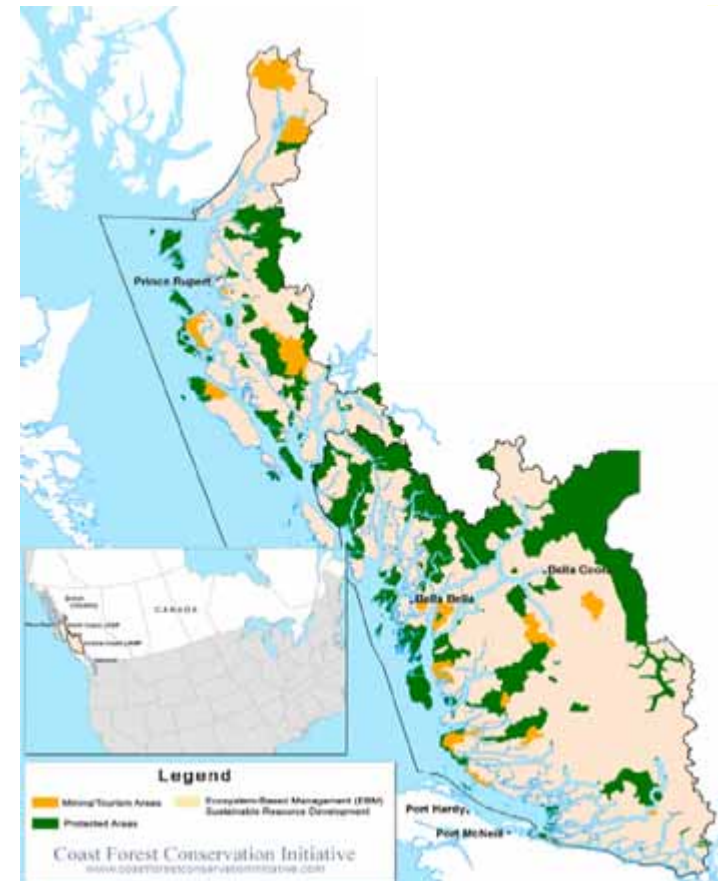 Prince Rupert
Bella Coola
Bella Bella
CANADA
Legend
Mining/Tourism Areas
Ecosystem-Based Management (EBM)
Sustainable Resource Development
Protected Areas
Port Hardy
Port McNeill
Coast Forest Conservation Initiative
www.coastforestconservationinitiative.com